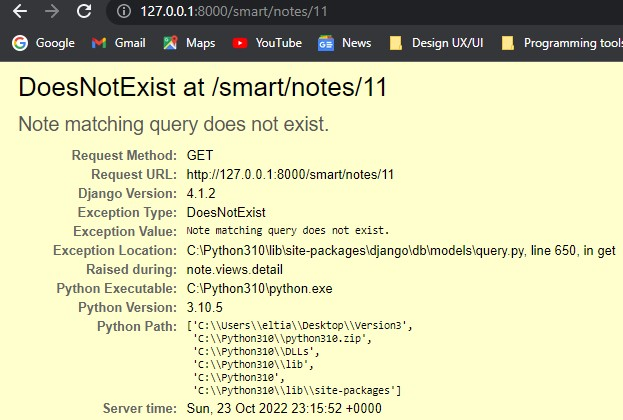 127.0.0.1:8000/smart/notes/11
Google Gmail Maps YouTube News Design UX/UI Programming tools
DoesNotExist at /smart/notes/11
Note matching query does not exist.
Request Method: GET
Request URL: http://127.0.0.1:8000/smart/notes/11
Django Version: 4.1.2
Exception Type: DoesNotExist
Exception Value: Note matching query does not exist.
Exception Location: C:\Python310\lib\site-packages\django\db\models\query.py, line 650, in get
Raised during: note.views.detail
Python Executable: C:\Python310\python.exe
Python Version: 3.10.5
Python Path: ['C:\\Users\\eltia\\Desktop\\Version3',
'C:\\Python310\\python310.zip',
'C:\\Python310\\DLLs',
'C:\\Python310\\lib',
'C:\\Python310',
'C:\\Python310\\lib\\site-packages']
Server time: Sun, 23 Oct 2022 23:15:52 +0000